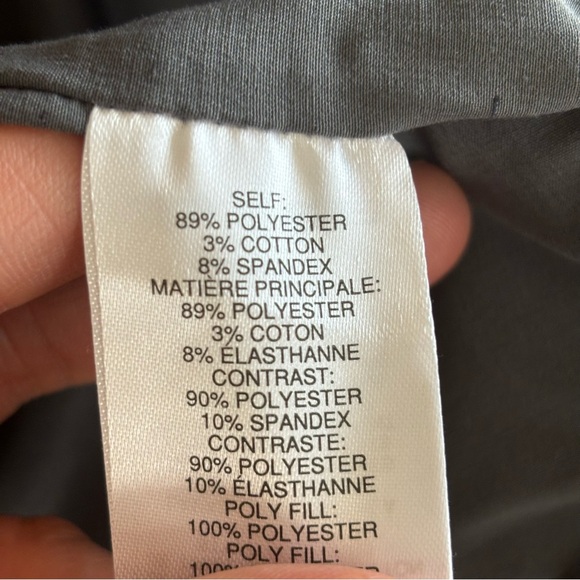 SELF:
89% POLYESTER
3% COTTON
8% SPANDEX
MATIÈRE PRINCIPALE:
89% POLYESTER
3% COTON
8% ÉLASTHANNE
CONTRAST:
90% POLYESTER
10% SPANDEX
CONTRASTE:
90% POLYESTER
10% ÉLASTHANNE
POLY FILL:
100% POLYESTER
POLY FILL: